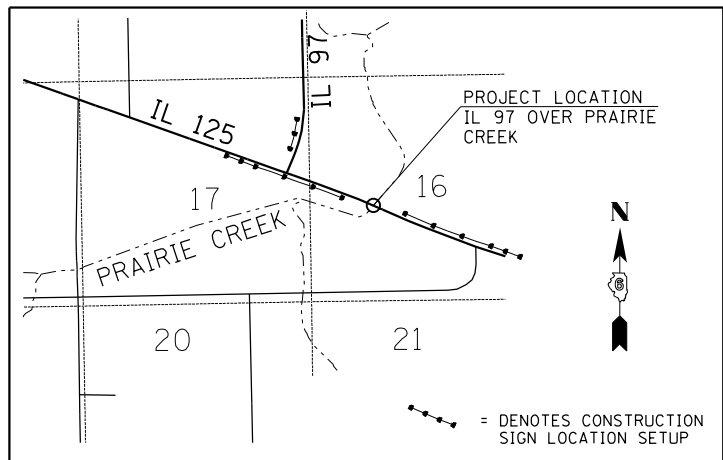 IL 97
IL 125
PROJECT LOCATION
IL 97 OVER PRAIRIE
CREEK
16
17
N
PRAIRIE CREEK
6
20
21
= DENOTES CONSTRUCTION
SIGN LOCATION SETUP